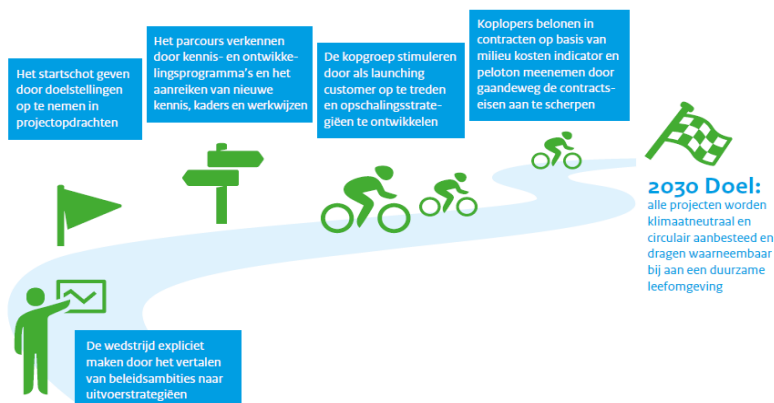 Het startschot geven
door doelstellingen
op te nemen in
projectopdrachten
Het parcours verkennen
door kennis- en ontwikke-
lingsprogramma's en het
aanreiken van nieuwe
kennis, kaders en werkwijzen
De kopgroep stimuleren
door als launching
customer op te treden
en opschalingsstrate-
giëen te ontwikkelen
Koplopers belonen in
contracten op basis van
milieu kosten indicator en
peloton meenemen door
gaandeweg de contracts-
eisen aan te scherpen
2030 Doel:
alle projecten worden
klimaatneutraal en
circulair aanbesteed en
dragen waarneembaar
bij aan een duurzame
leefomgeving
De wedstrijd expliciet
maken door het vertalen
van beleidsambities naar
uitvoerstrategiëen